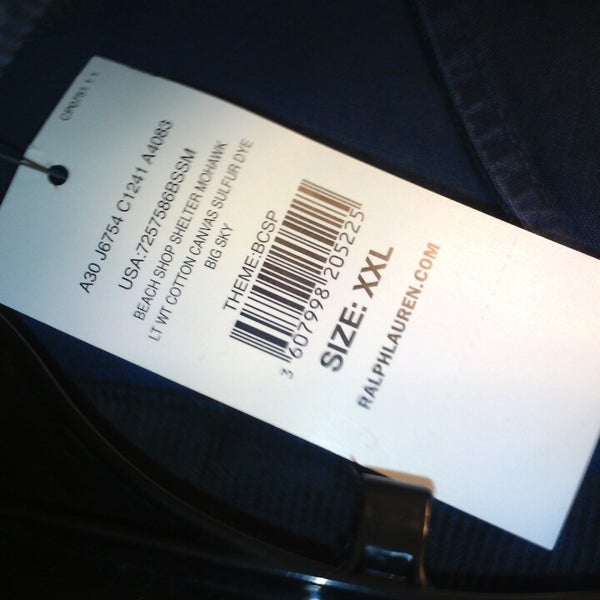 A30 J6754 C1241 A4083
USA:7257586BSSM
BEACH SHOP SHELTER MOHAWK
LT WT COTTON CANVAS SULFUR DYE
BIG SKY
THEME:BCSP
3 607998 205225
SIZE: XXL
RALPHLAUREN.COM